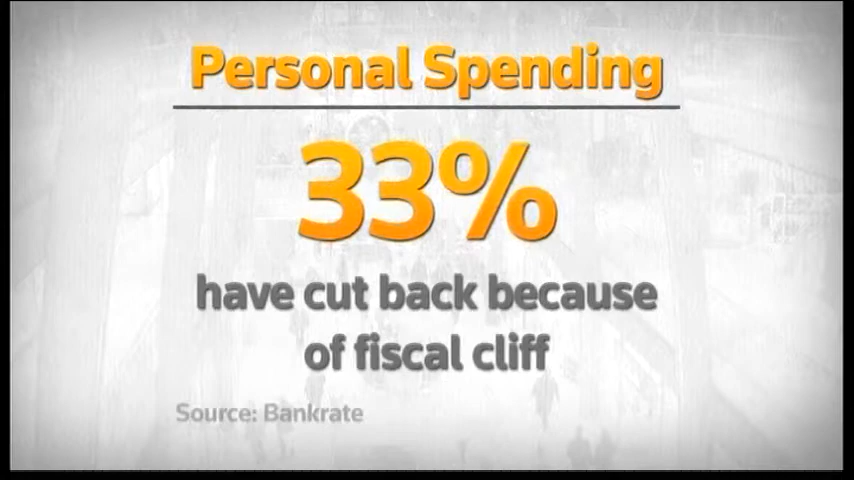 Personal Spending
33%
have cut back because
of fiscal cliff
Source: Bankrate